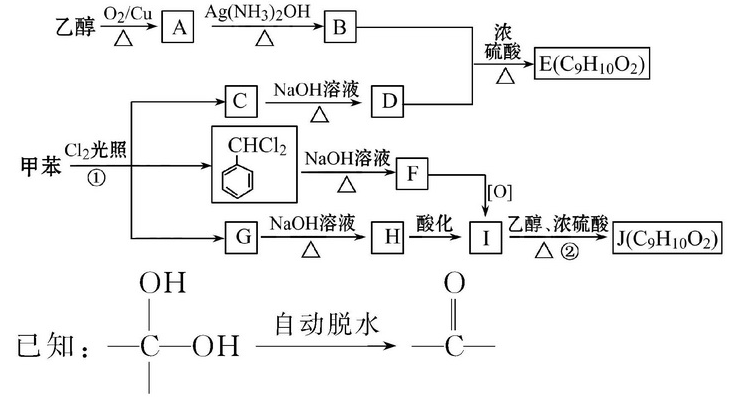 乙醇 O₂/Cu △ A Ag(NH₃)₂OH △ B
浓硫酸 △ E(C₉H₁₀O₂)
C NaOH溶液 △ D
甲苯 Cl₂光照 ① CHCl₂ NaOH溶液 △ F
[O]
G NaOH溶液 △ H 酸化 I 乙醇、浓硫酸 △ ② J(C₉H₁₀O₂)
OH O
已知: —C—OH 自动脱水 —C—